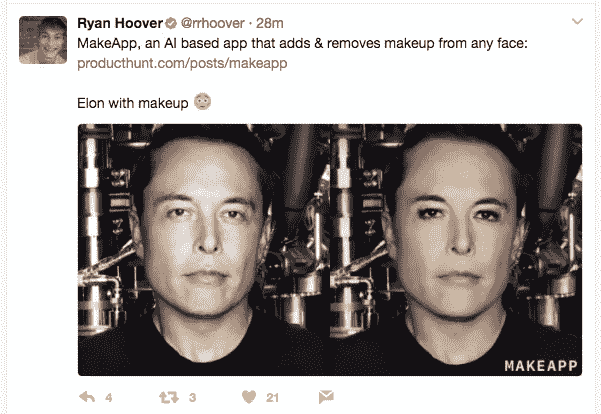 Ryan Hoover @rrhoover · 28m
MakeApp, an AI based app that adds & removes makeup from any face:
producthunt.com/posts/makeapp
Elon with makeup 😳
MAKEAPP
4 3 21